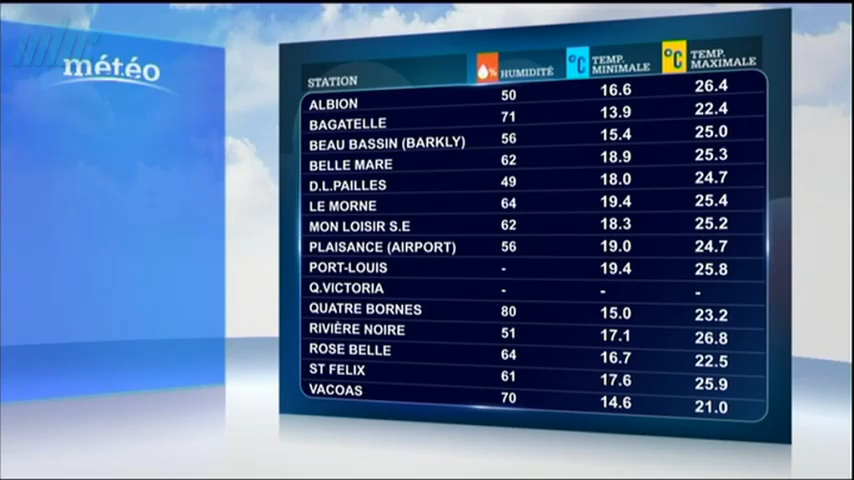 mbc
météo
STATION % HUMIDITÉ °C TEMP. MINIMALE °C TEMP. MAXIMALE
ALBION 50 16.6 26.4
BAGATELLE 71 13.9 22.4
BEAU BASSIN (BARKLY) 56 15.4 25.0
BELLE MARE 62 18.9 25.3
D.L.PAILLES 49 18.0 24.7
LE MORNE 64 19.4 25.4
MON LOISIR S.E 62 18.3 25.2
PLAISANCE (AIRPORT) 56 19.0 24.7
PORT-LOUIS - 19.4 25.8
Q.VICTORIA - - -
QUATRE BORNES 80 15.0 23.2
RIVIÈRE NOIRE 51 17.1 26.8
ROSE BELLE 64 16.7 22.5
ST FELIX 61 17.6 25.9
VACOAS 70 14.6 21.0